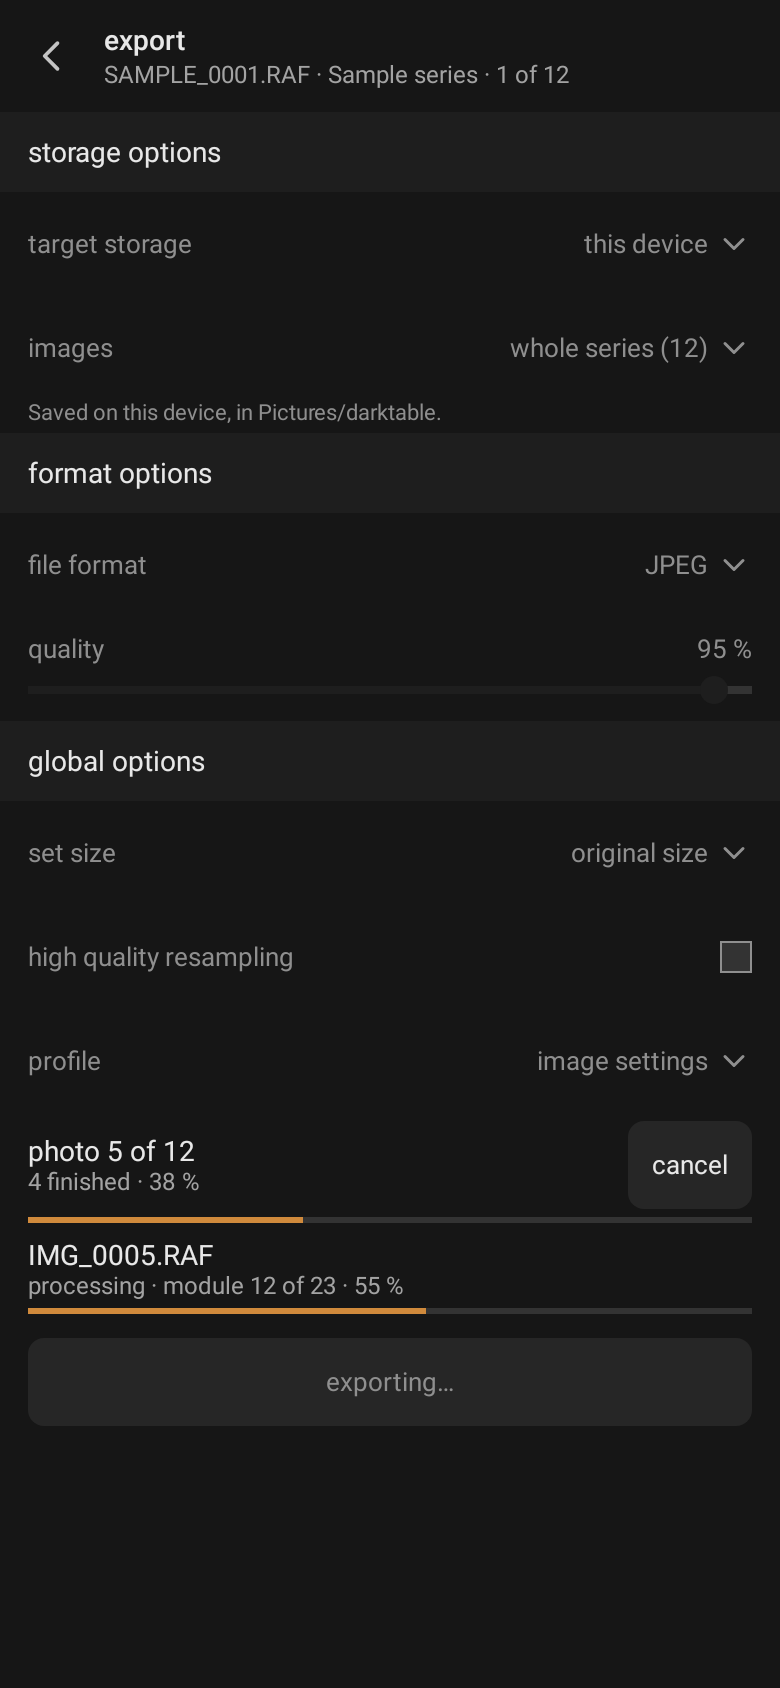 export
SAMPLE_0001.RAF · Sample series · 1 of 12
storage options
target storage this device
images whole series (12)
Saved on this device, in Pictures/darktable.
format options
file format JPEG
quality 95 %
global options
set size original size
high quality resampling
profile image settings
photo 5 of 12
4 finished · 38 %
cancel
IMG_0005.RAF
processing · module 12 of 23 · 55 %
exporting…